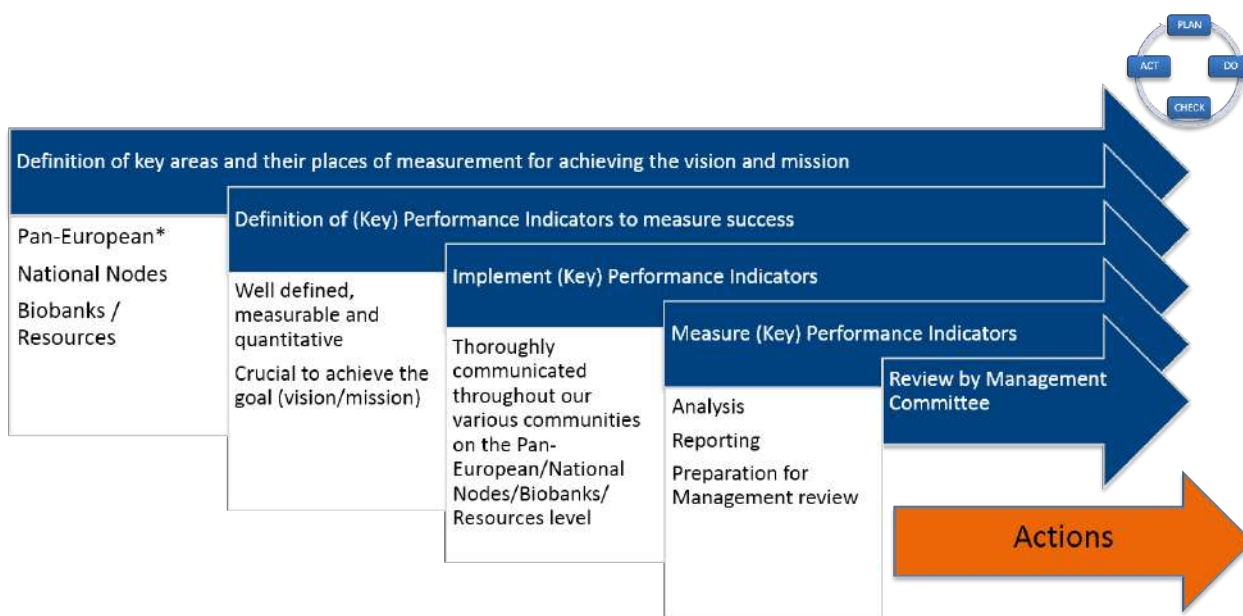 PLAN
ACT
DO
CHECK
Definition of key areas and their places of measurement for achieving the vision and mission
Pan-European*
National Nodes
Biobanks /
Resources
Definition of (Key) Performance Indicators to measure success
Well defined,
measurable and
quantitative
Crucial to achieve the
goal (vision/mission)
Implement (Key) Performance Indicators
Thoroughly
communicated
throughout our
various communities
on the Pan-
European/National
Nodes/Biobanks/
Resources level
Measure (Key) Performance Indicators
Analysis
Reporting
Preparation for
Management review
Review by Management
Committee
Actions